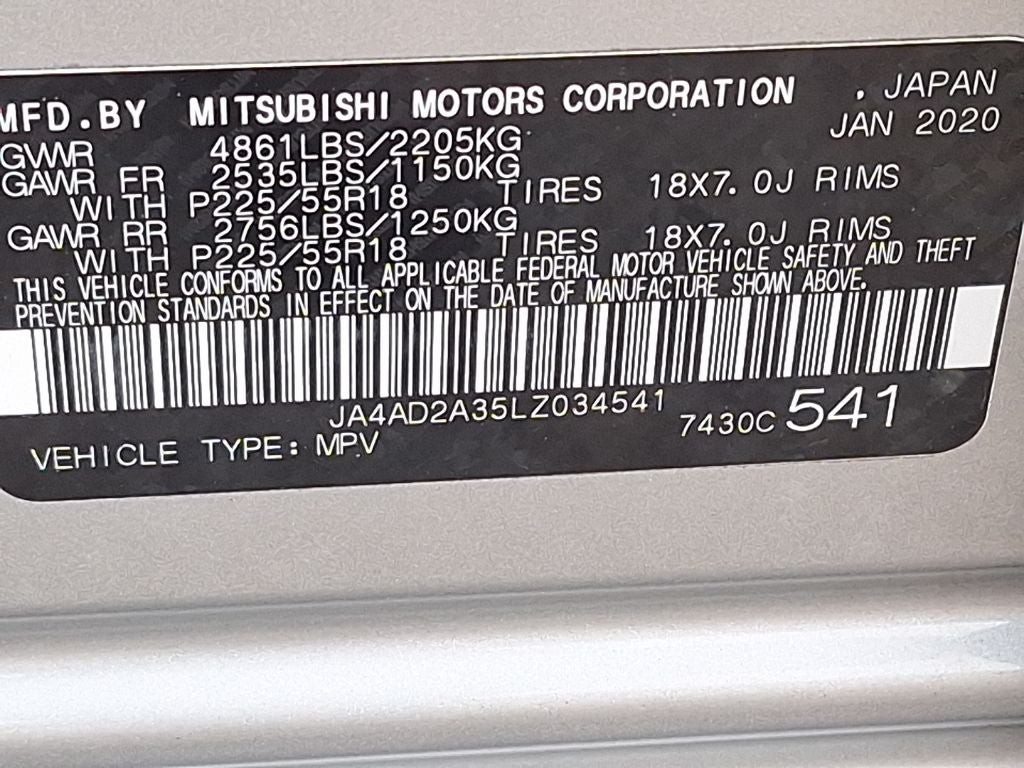 MFD.BY MITSUBISHI MOTORS CORPORATION . JAPAN
JAN 2020
GVWR 4861LBS/2205KG
GAWR FR 2535LBS/1150KG
WITH P225/55R18 TIRES 18X7.0J RIMS
GAWR RR 2756LBS/1250KG
WITH P225/55R18 TIRES 18X7.0J RIMS
THIS VEHICLE CONFORMS TO ALL APPLICABLE FEDERAL MOTOR VEHICLE SAFETY AND THEFT
PREVENTION STANDARDS IN EFFECT ON THE DATE OF MANUFACTURE SHOWN ABOVE.
JA4AD2A35LZ034541
7430C 541
VEHICLE TYPE: MPV